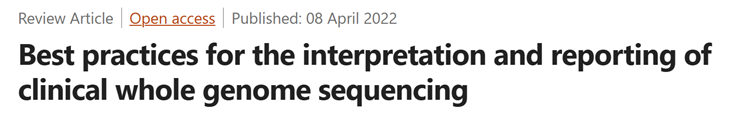 Review Article | Open access | Published: 08 April 2022
Best practices for the interpretation and reporting of
clinical whole genome sequencing